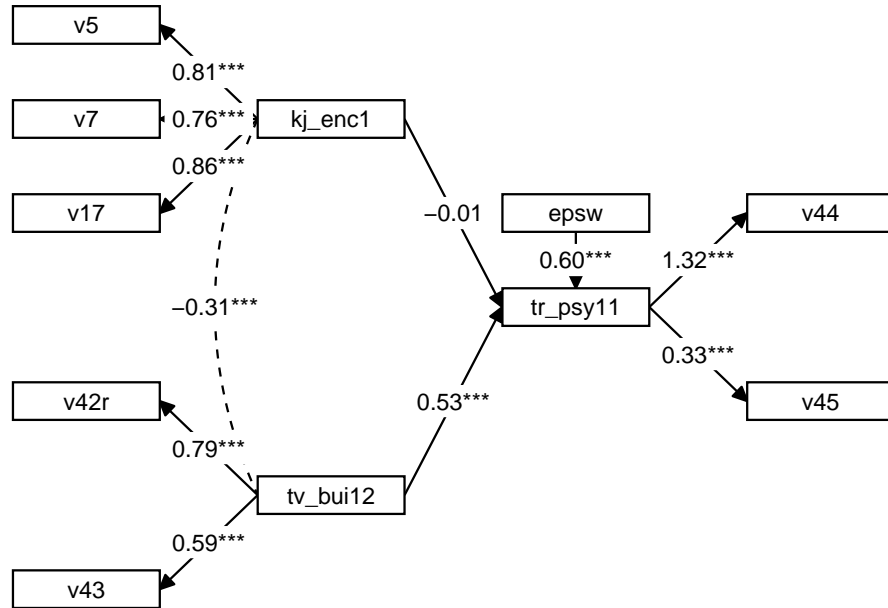 v5
0.81***
v7
0.76***
kj_enc1
0.86***
v17
−0.01
epsw
v44
0.60***
1.32***
−0.31***
tr_psy11
0.33***
v42r
0.53***
v45
0.79***
tv_bui12
0.59***
v43